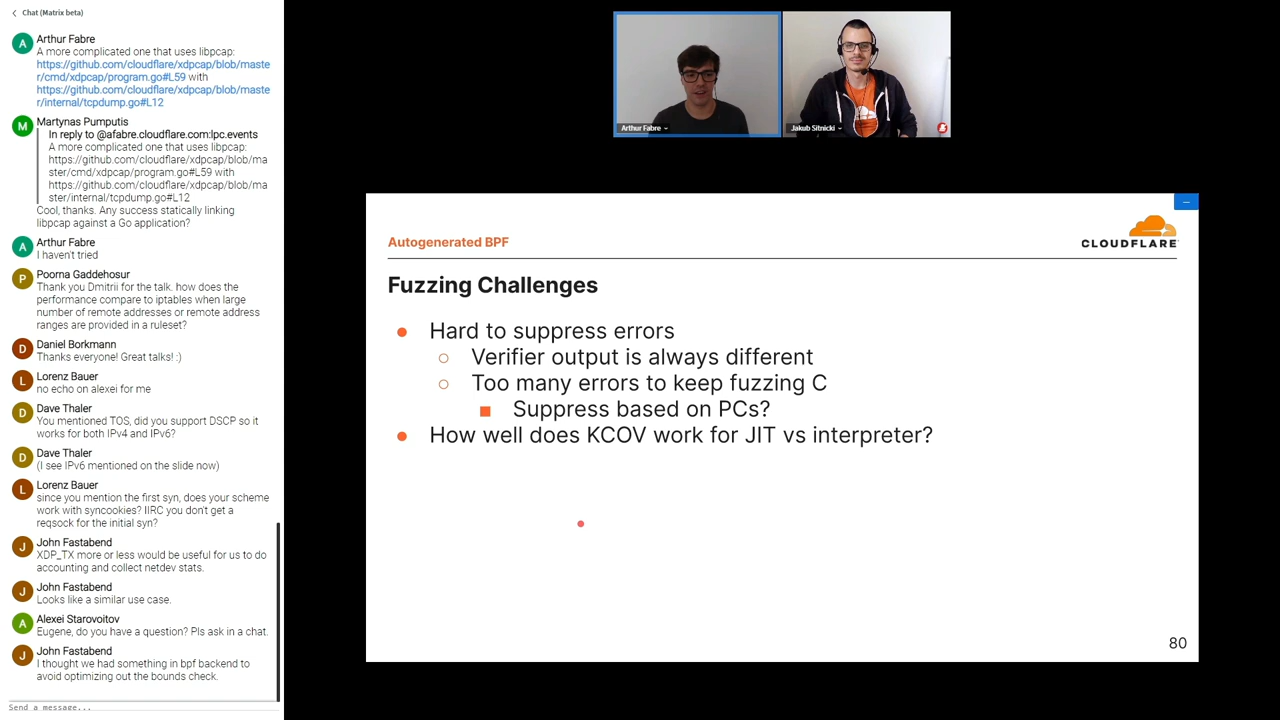 Chat (Matrix beta)
A
Arthur Fabre
A more complicated one that uses libpcap:
https://github.com/cloudflare/xdpcap/blob/maste
r/cmd/xdpcap/program.go#L59 with
https://github.com/cloudflare/xdpcap/blob/maste
r/internal/tcpdump.go#L12
M
Martynas Pumputis
In reply to @afabre.cloudflare.com:lpc.events
A more complicated one that uses libpcap:
https://github.com/cloudflare/xdpcap/blob/ma
ster/cmd/xdpcap/program.go#L59 with
https://github.com/cloudflare/xdpcap/blob/ma
ster/internal/tcpdump.go#L12
Cool, thanks. Any success statically linking
libpcap against a Go application?
A
Arthur Fabre
I haven't tried
P
Poorna Gaddehosur
Thank you Dmitrii for the talk. how does the
performance compare to iptables when large
number of remote addresses or remote address
ranges are provided in a ruleset?
D
Daniel Borkmann
Thanks everyone! Great talks! :)
L
Lorenz Bauer
no echo on alexei for me
D
Dave Thaler
You mentioned TOS, did you support DSCP so it
works for both IPv4 and IPv6?
D
Dave Thaler
(I see IPv6 mentioned on the slide now)
L
Lorenz Bauer
since you mention the first syn, does your scheme
work with syncookies? IIRC you don't get a
reqsock for the initial syn?
J
John Fastabend
XDP_TX more or less would be useful for us to do
accounting and collect netdev stats.
J
John Fastabend
Looks like a similar use case.
A
Alexei Starovoitov
Eugene, do you have a question? Pls ask in a chat.
J
John Fastabend
I thought we had something in bpf backend to
avoid optimizing out the bounds check.
Send a message...
Arthur Fabre
Jakub Sitnicki
Autogenerated BPF
CLOUDFLARE
Fuzzing Challenges
Hard to suppress errors
Verifier output is always different
Too many errors to keep fuzzing C
Suppress based on PCs?
How well does KCOV work for JIT vs interpreter?
80